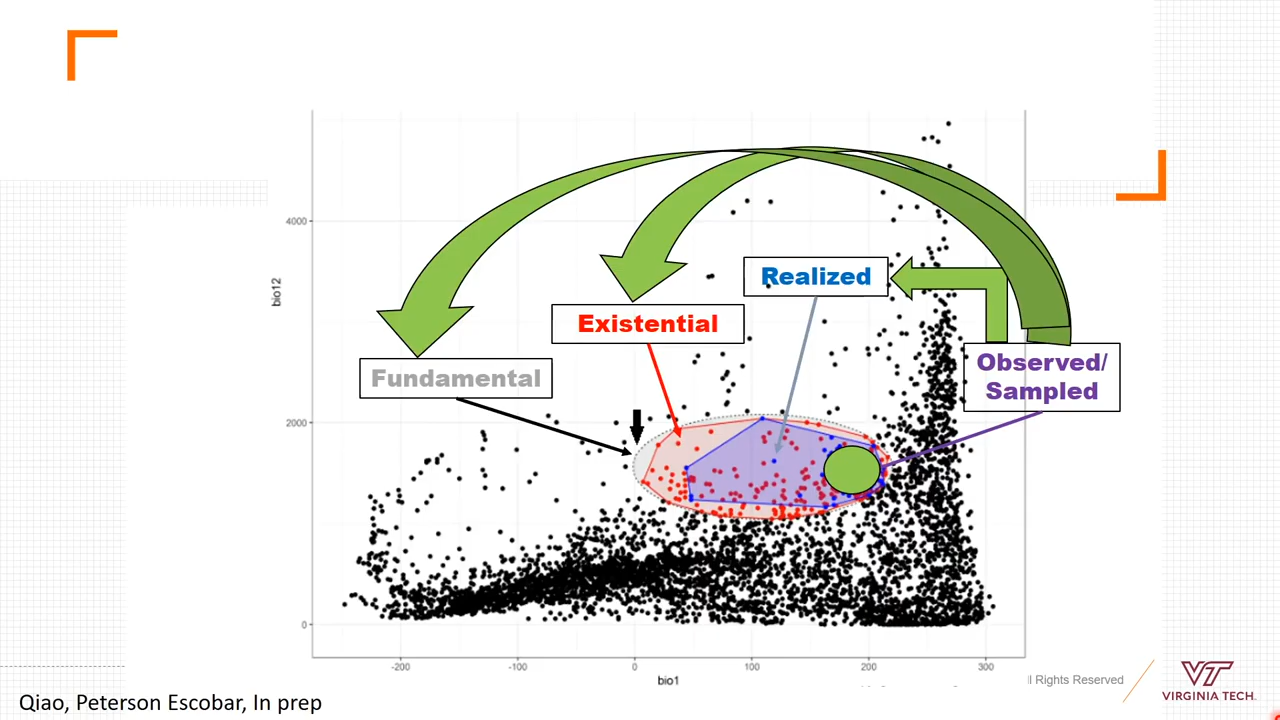 4000
2000
0
bio12
-200
-100
0
100
200
300
bio1
Realized
Existential
Fundamental
Observed/
Sampled
ll Rights Reserved
VIRGINIA TECH
Qiao, Peterson Escobar, In prep